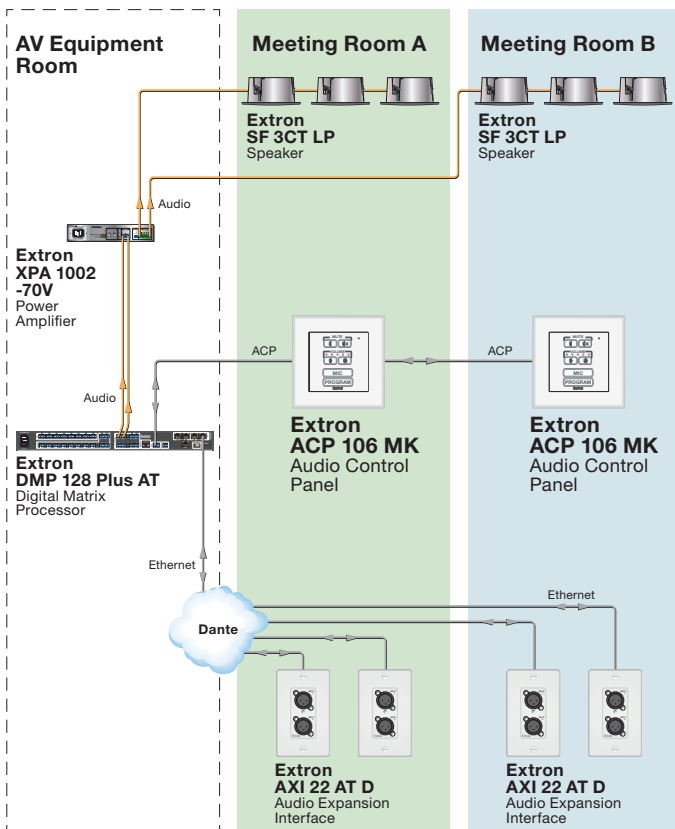 AV Equipment
Room
Meeting Room A
Meeting Room B
Extron
SF 3CT LP
Speaker
Extron
SF 3CT LP
Speaker
Audio
Extron
XPA 1002
-70V
Power
Amplifier
ACP
ACP
MUTE
VOLUME
MIC
PROGRAM
MUTE
VOLUME
MIC
PROGRAM
Audio
Extron
ACP 106 MK
Audio Control
Panel
Extron
ACP 106 MK
Audio Control
Panel
Extron
DMP 128 Plus AT
Digital Matrix
Processor
Ethernet
Ethernet
Dante
Extron
AXI 22 AT D
Audio Expansion
Interface
Extron
AXI 22 AT D
Audio Expansion
Interface